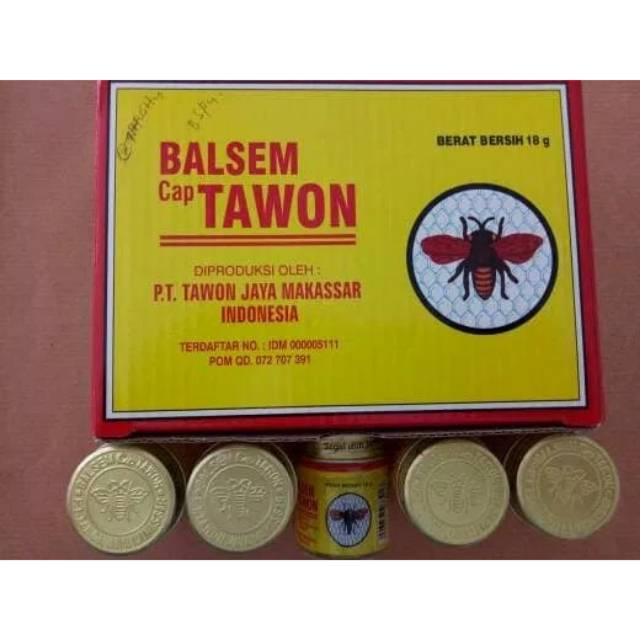 BALSEM
Cap TAWON
BERAT BERSIH 18 g
DIPRODUKSI OLEH :
P.T. TAWON JAYA MAKASSAR
INDONESIA
TERDAFTAR NO. : IDM 000005111
POM QD. 072 707 391
TAWON